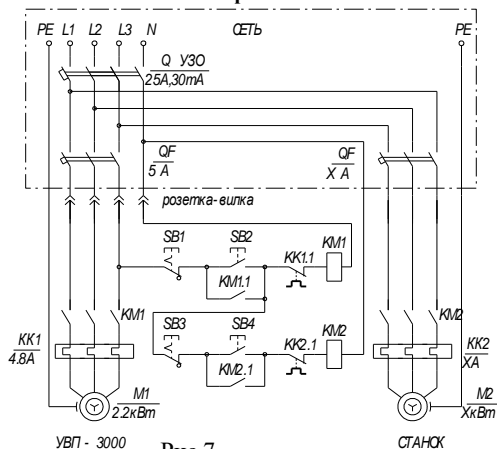 PE L1 L2 L3 N СЕТЬ PE
Q УЗО
25А,30mA
QF
5 А
QF
X А
розетка-вилка
SB1 SB2 KK1.1 KM1
KM1 KM1.1 KM2
SB3 SB4 KK2.1 KM2
KM2.1
KK1
4.8А
KK2
XА
M1
2.2кВт
M2
XкВт
УВП - 3000 СТАНОК